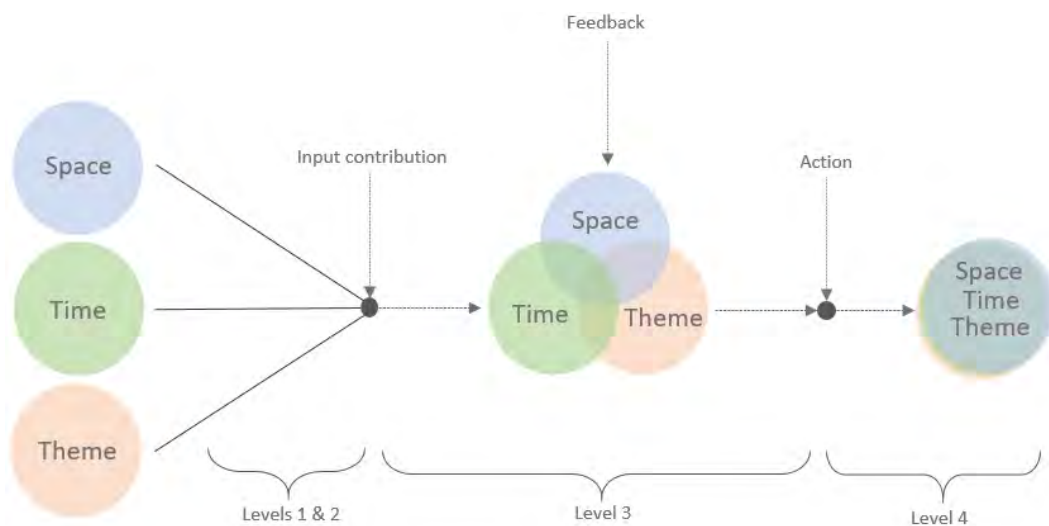 Feedback
Space
Input contribution
Action
Space
Time
Time
Theme
Space
Time
Theme
Theme
Levels 1 & 2
Level 3
Level 4